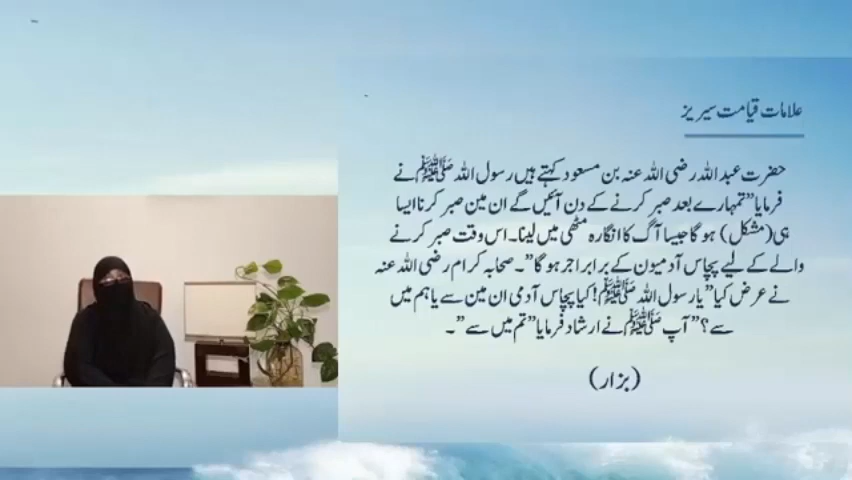 علامات قیامت سیریز
حضرت عبد اللہ رضی اللہ عنہ بن مسعود کہتے ہیں رسول اللہ ﷺ نے
فرمایا "تمہارے بعد صبر کرنے کے دن آئیں گے ان مین صبر کرنا ایسا
ہی (مشکل) ہو گا جیسا آگ کا انگارہ مٹھی میں لینا۔ اس وقت صبر کرنے
والے کے لیے پچاس آدمیون کے برابر اجر ہو گا"۔ صحابہ کرام رضی اللہ عنہ
نے عرض کیا "یا رسول اللہ ﷺ! کیا پچاس آدمی ان مین سے یا ہم میں
سے؟" آپ ﷺ نے ارشاد فرمایا "تم میں سے"۔
(بزار)